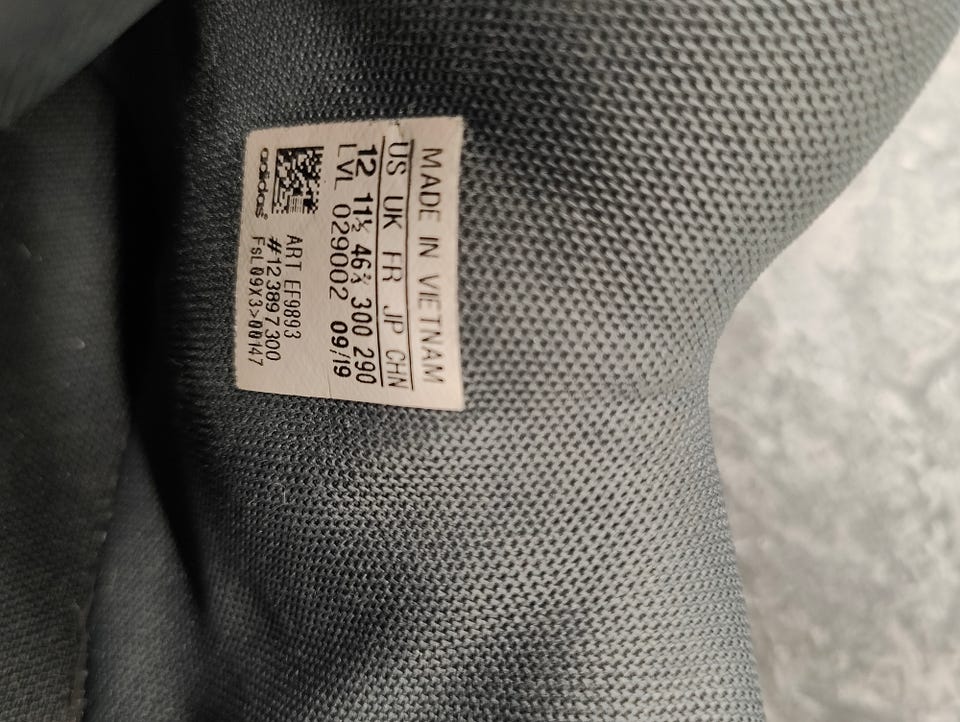 MADE IN VIETNAM
US UK FR JP CHN
12 11½ 46⅔ 300 290
LVL 029002 09/19
ART EF9893
#123897300
FsL09X3>00147
adidas